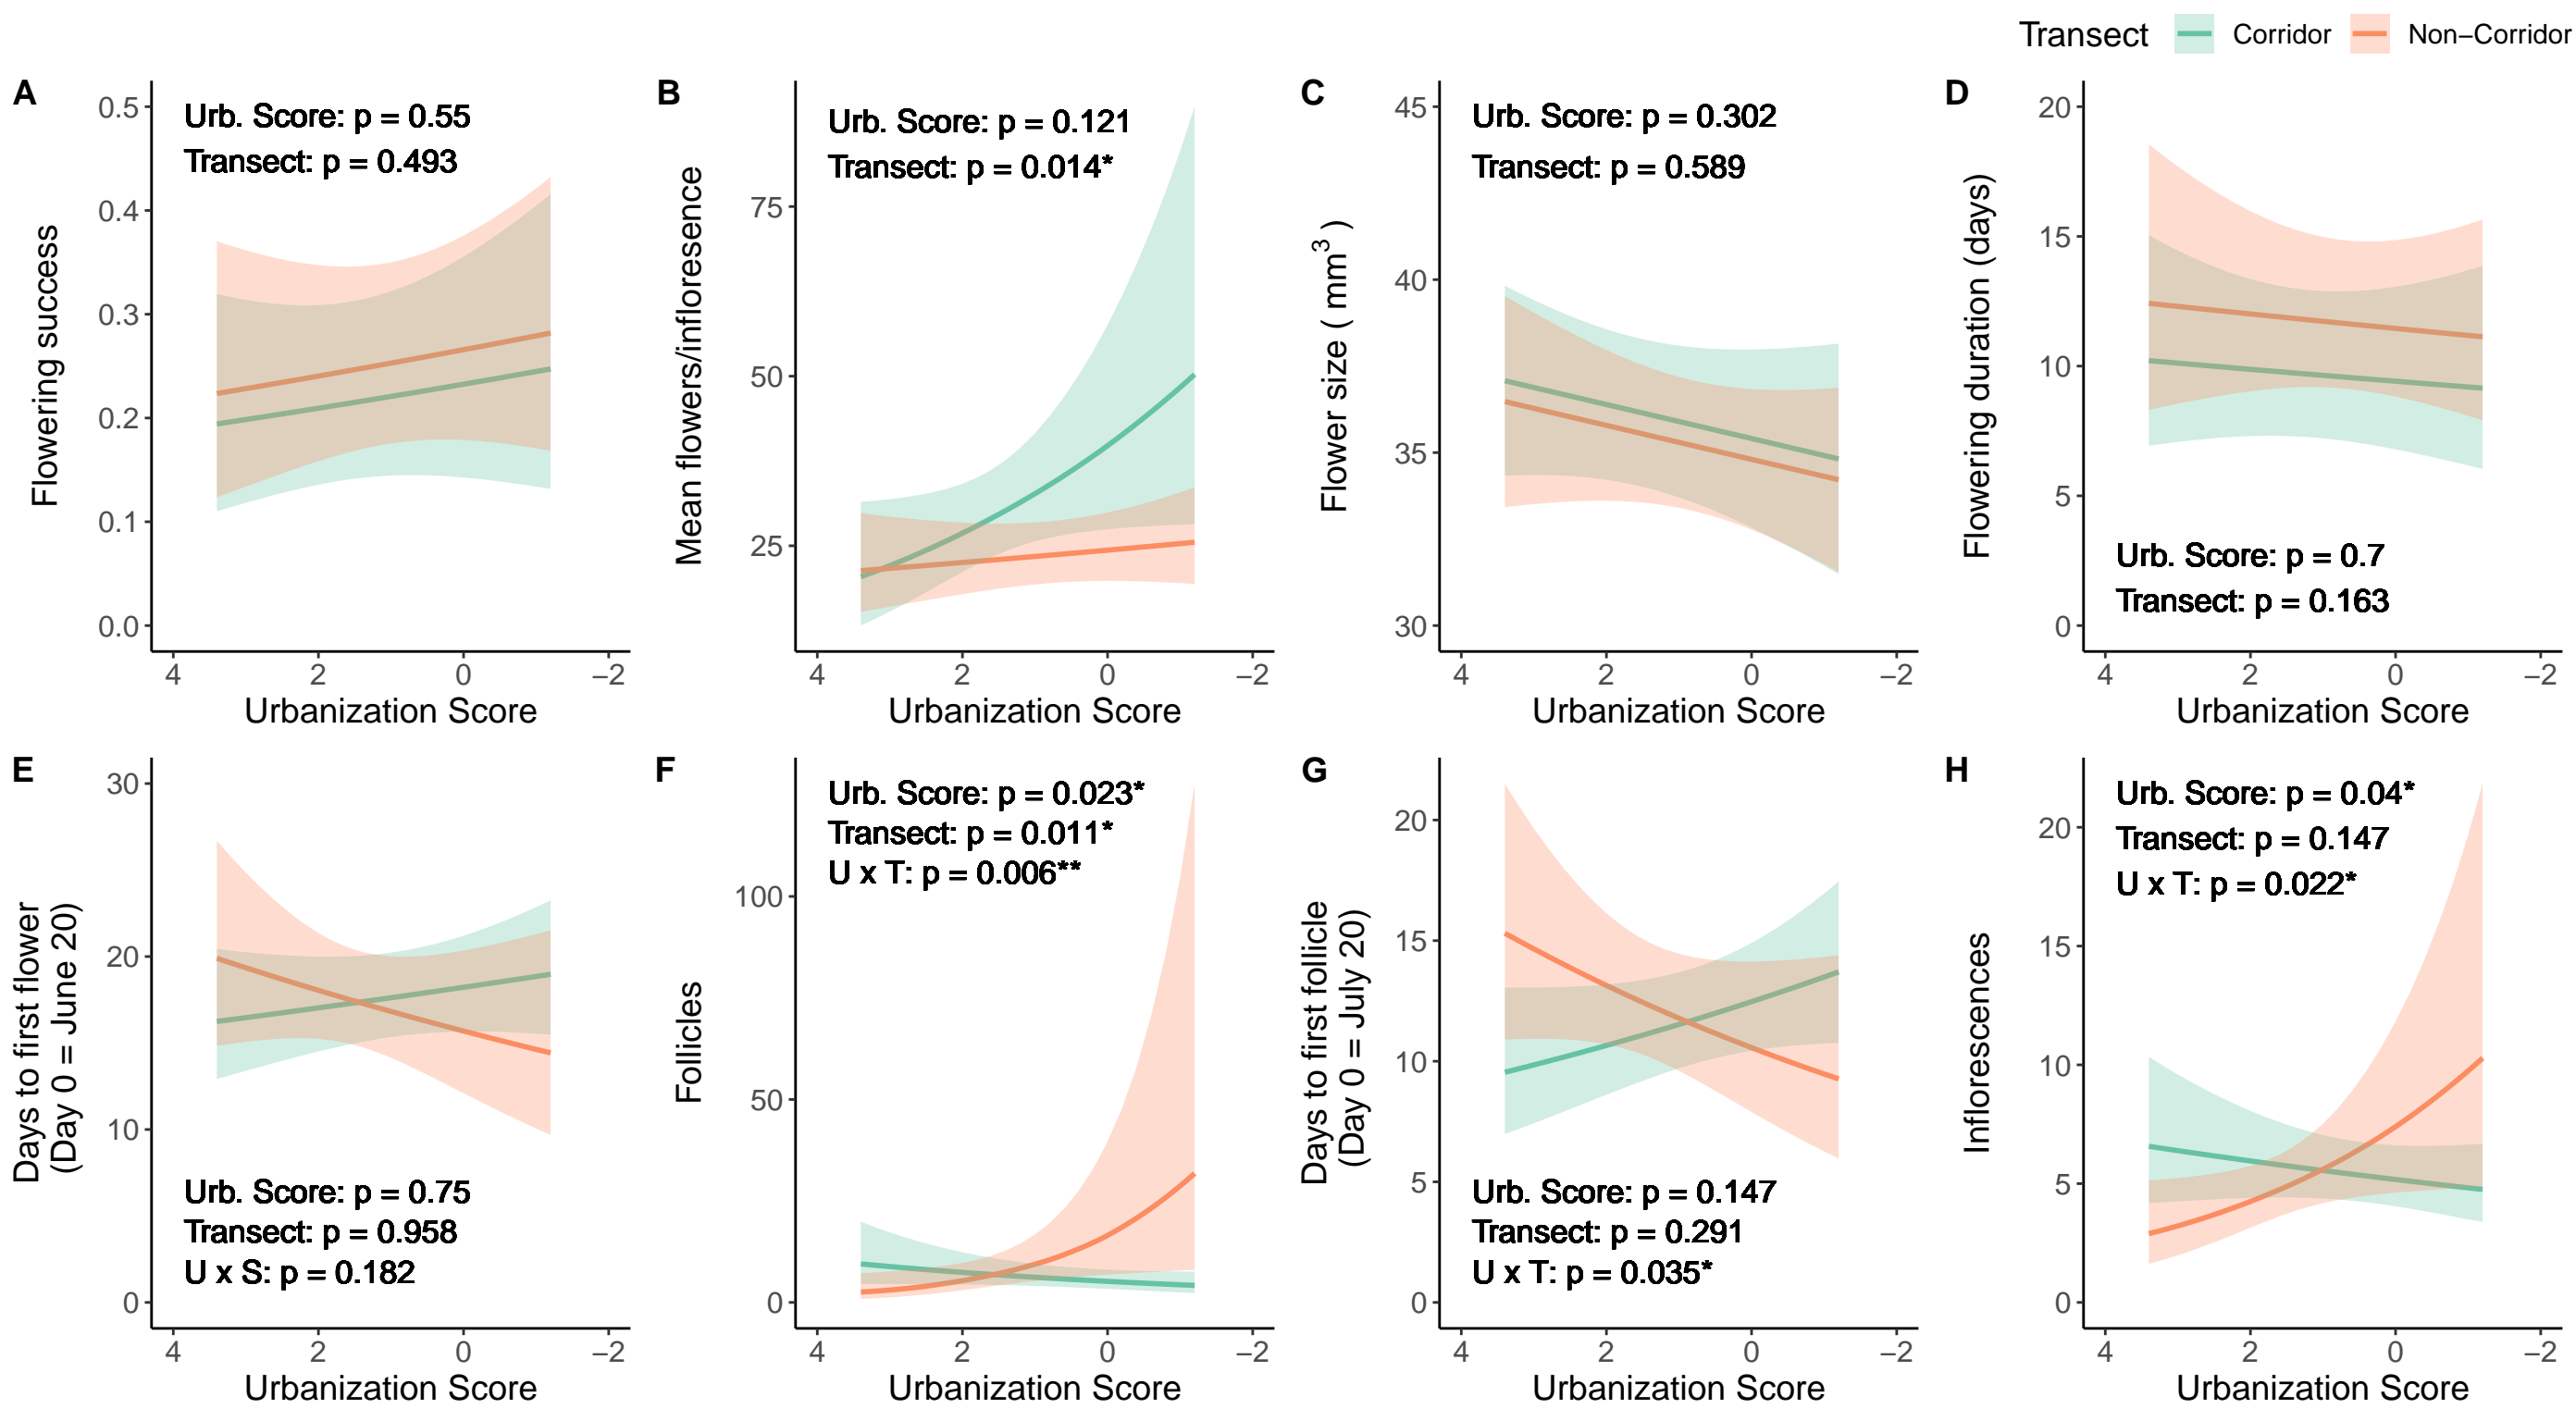 Transect Corridor Non−Corridor
A
Urb. Score: p = 0.55
Transect: p = 0.493
Flowering success
0.5
0.4
0.3
0.2
0.1
0.0
4 2 0 −2
Urbanization Score
B
Urb. Score: p = 0.121
Transect: p = 0.014*
Mean flowers/infloresence
75
50
25
4 2 0 −2
Urbanization Score
C
Urb. Score: p = 0.302
Transect: p = 0.589
Flower size ( mm³ )
45
40
35
30
4 2 0 −2
Urbanization Score
D
Flowering duration (days)
20
15
10
5
0
Urb. Score: p = 0.7
Transect: p = 0.163
4 2 0 −2
Urbanization Score
E
Days to first flower
(Day 0 = June 20)
30
20
10
0
Urb. Score: p = 0.75
Transect: p = 0.958
U x S: p = 0.182
4 2 0 −2
Urbanization Score
F
Urb. Score: p = 0.023*
Transect: p = 0.011*
U x T: p = 0.006**
Follicles
100
50
0
4 2 0 −2
Urbanization Score
G
Days to first follicle
(Day 0 = July 20)
20
15
10
5
0
Urb. Score: p = 0.147
Transect: p = 0.291
U x T: p = 0.035*
4 2 0 −2
Urbanization Score
H
Urb. Score: p = 0.04*
Transect: p = 0.147
U x T: p = 0.022*
Inflorescences
20
15
10
5
0
4 2 0 −2
Urbanization Score